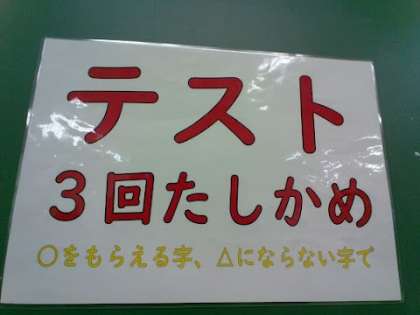 テスト
３回たしかめ
○をもらえる字、△にならない字で